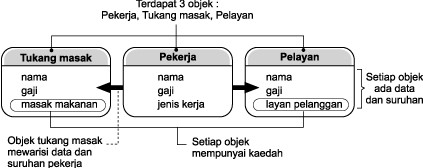 Terdapat 3 objek :
Pekerja, Tukang masak, Pelayan
Tukang masak
nama
gaji
masak makanan
Pekerja
nama
gaji
jenis kerja
Pelayan
nama
gaji
layan pelanggan
Setiap objek
ada data
dan suruhan
Objek tukang masak
mewarisi data dan
suruhan pekerja
Setiap objek
mempunyai kaedah